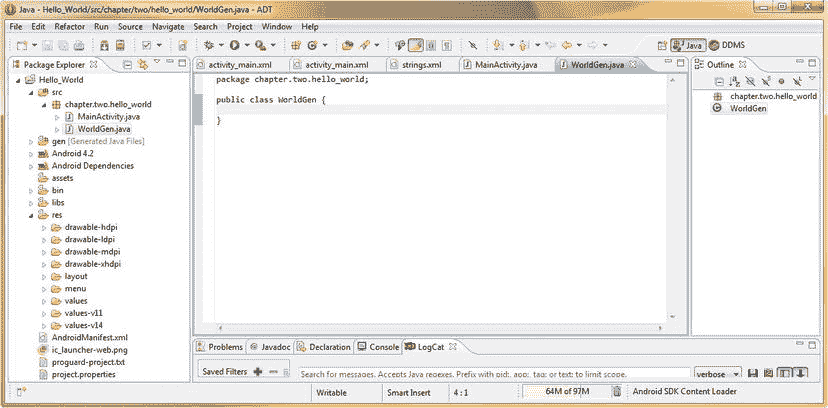 Java - Hello_World/src/chapter/two/hello_world/WorldGen.java - ADT
File Edit Refactor Run Source Navigate Search Project Window Help
Java DDMS
Package Explorer
activity_main.xml activity_main.xml strings.xml MainActivity.java WorldGen.java
Outline
Hello_World
src
chapter.two.hello_world
MainActivity.java
WorldGen.java
gen [Generated Java Files]
Android 4.2
Android Dependencies
assets
bin
libs
res
drawable-hdpi
drawable-ldpi
drawable-mdpi
drawable-xhdpi
layout
menu
values
values-v11
values-v14
AndroidManifest.xml
ic_launcher-web.png
proguard-project.txt
project.properties
package chapter.two.hello_world;
public class WorldGen {
}
chapter.two.hello_world
WorldGen
Problems @ Javadoc Declaration Console LogCat
Saved Filters
Search for messages. Accepts Java regexes. Prefix with pid:, app:, tag: or text: to limit scope.
verbose
Writable Smart Insert 4 : 1 64M of 97M Android SDK Content Loader